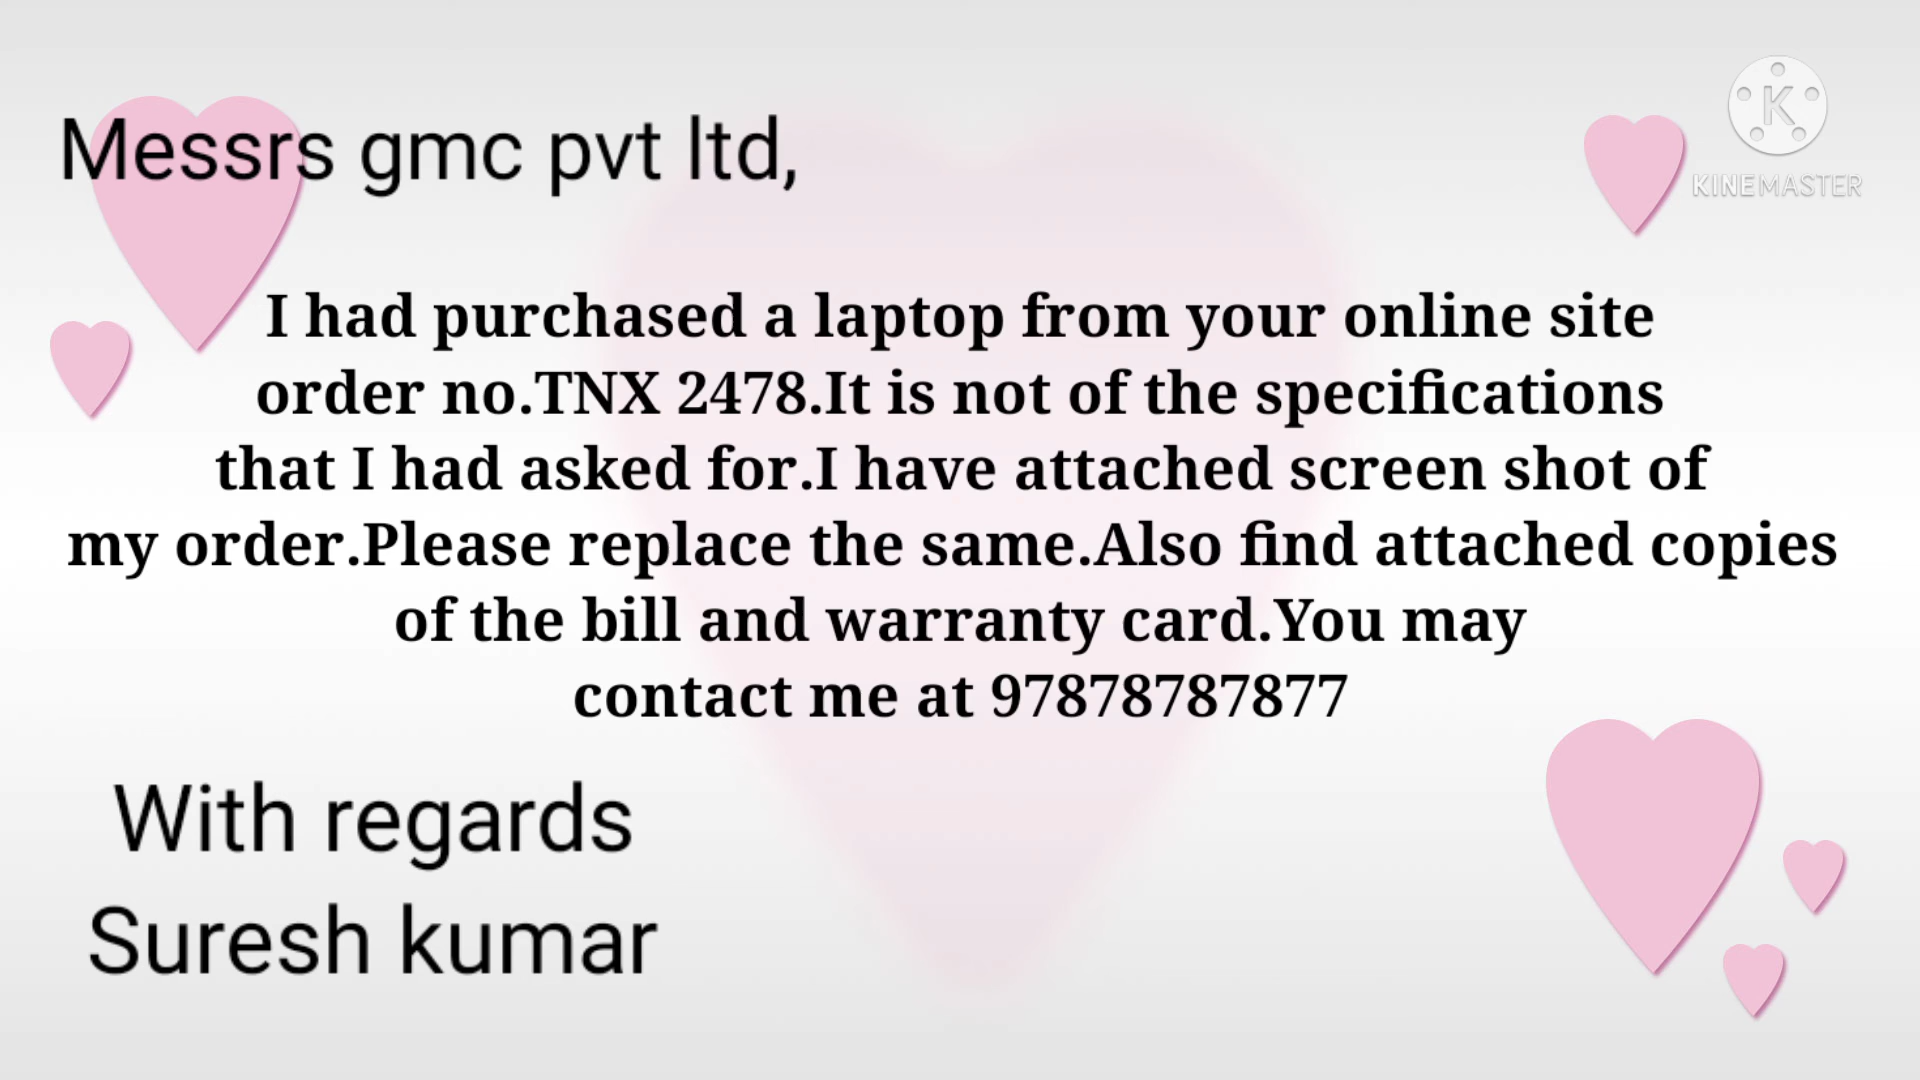 Messrs gmc pvt ltd,
K
KINEMASTER
I had purchased a laptop from your online site
order no.TNX 2478.It is not of the specifications
that I had asked for.I have attached screen shot of
my order.Please replace the same.Also find attached copies
of the bill and warranty card.You may
contact me at 97878787877
With regards
Suresh kumar